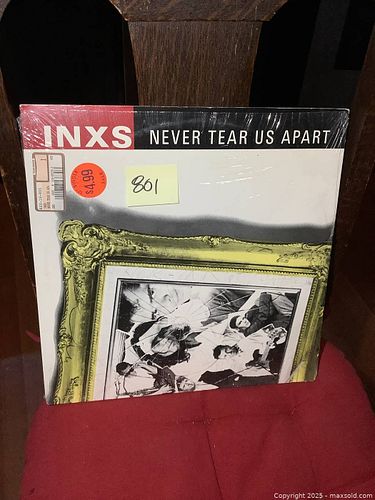 INXS NEVER TEAR US APART
$4.99
801
Copyright 2025 - maxsold.com